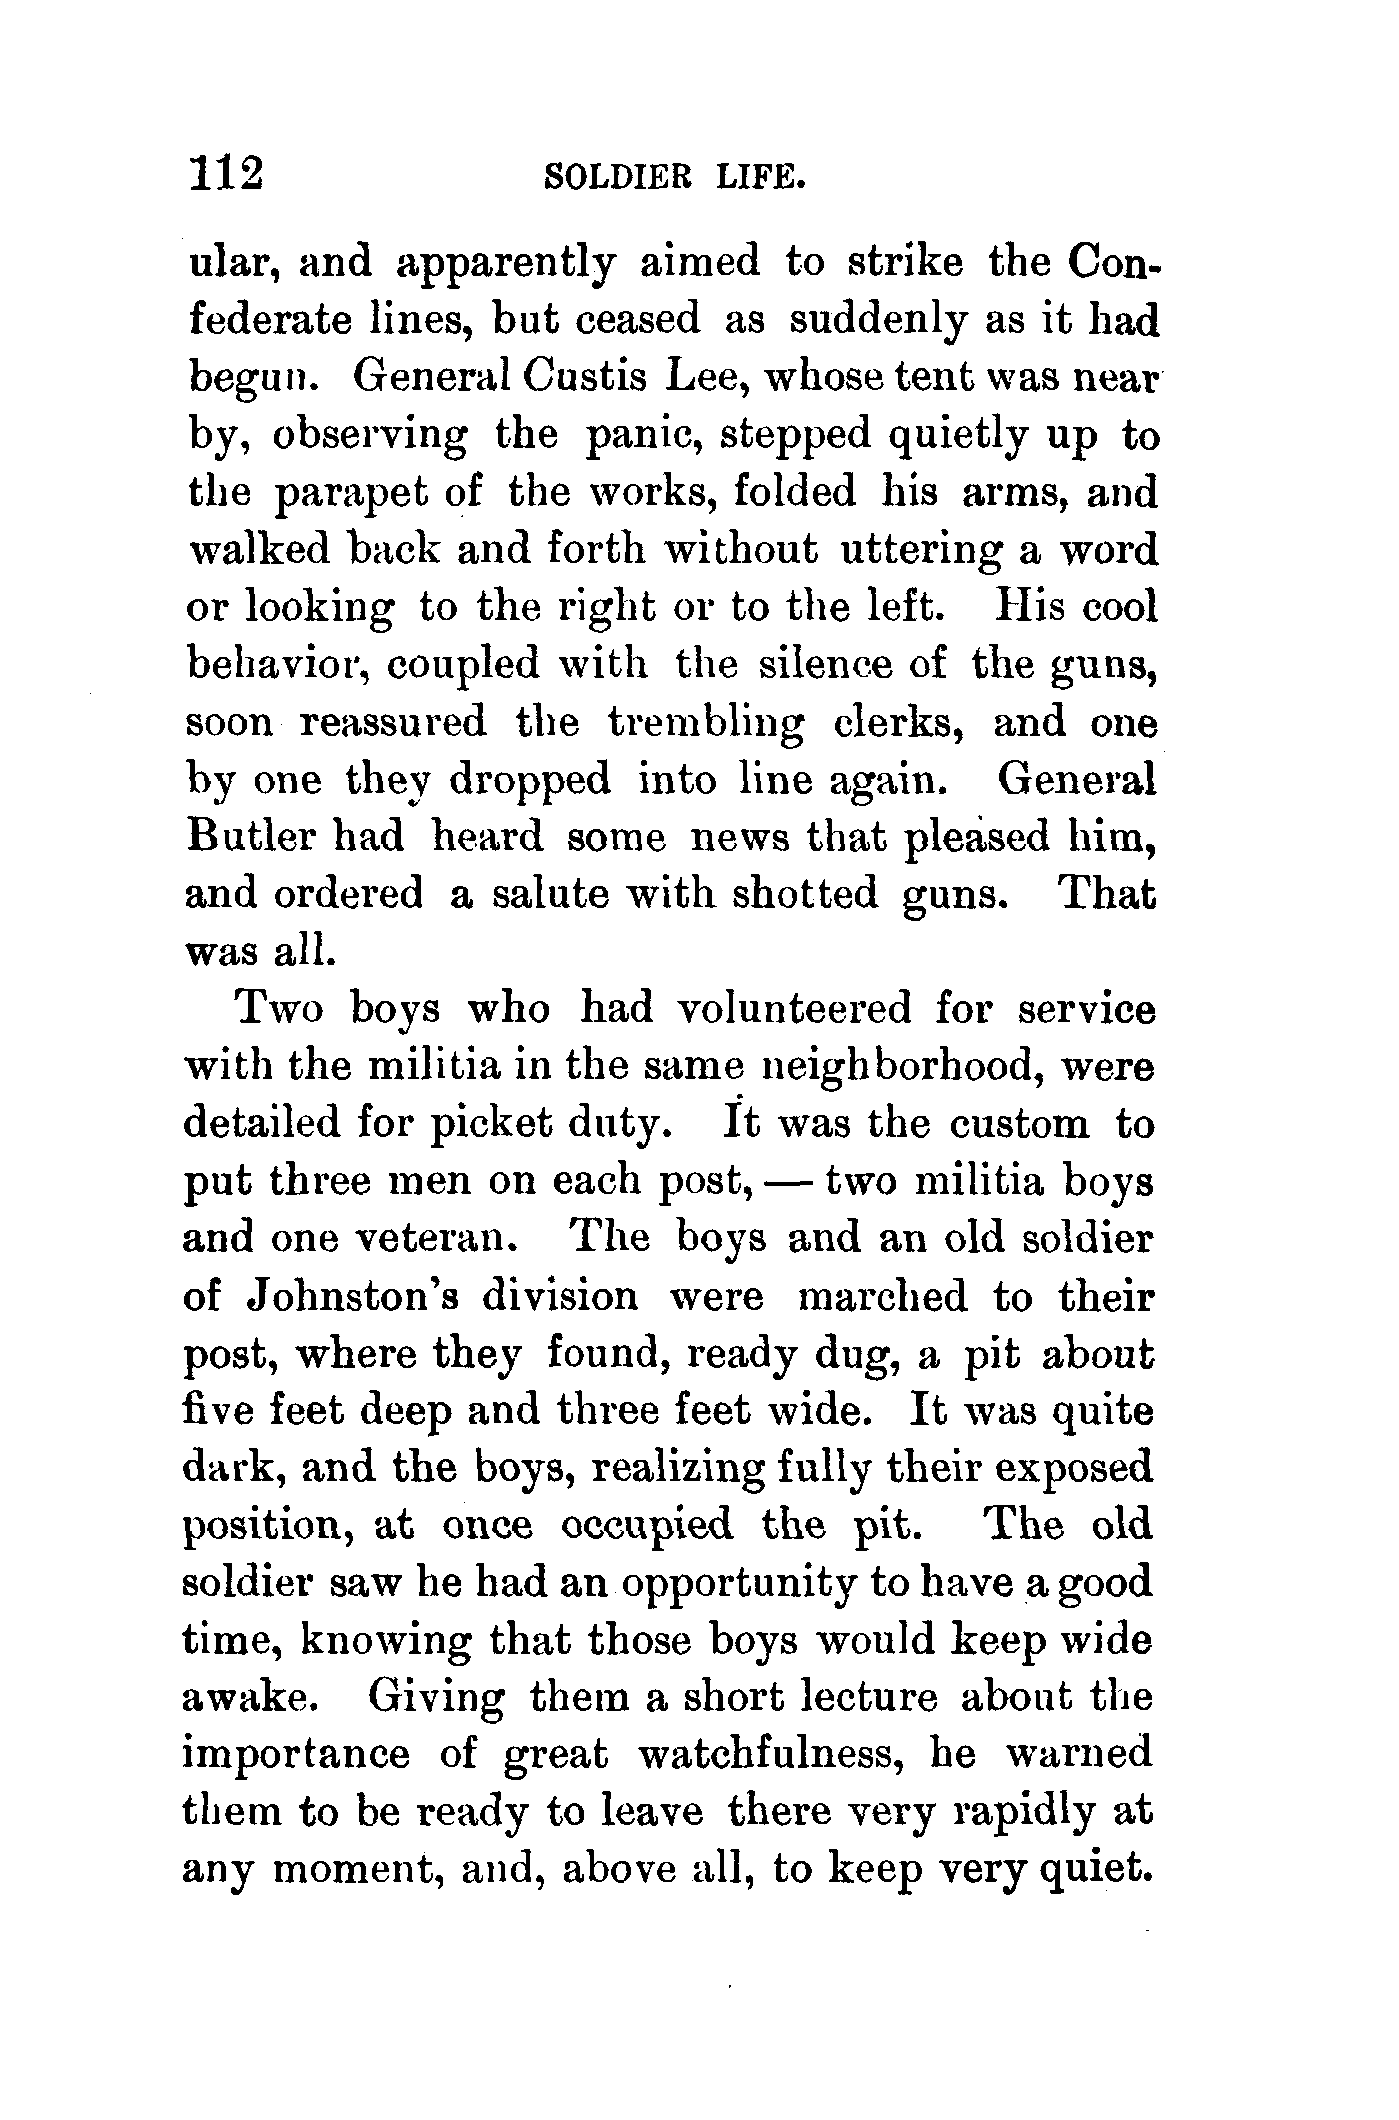 112 SOLDIER LIFE.
ular, and apparently aimed to strike the Con-
federate lines, but ceased as suddenly as it had
begun. General Custis Lee, whose tent was near
by, observing the panic, stepped quietly up to
the parapet of the works, folded his arms, and
walked back and forth without uttering a word
or looking to the right or to the left. His cool
behavior, coupled with the silence of the guns,
soon reassured the trembling clerks, and one
by one they dropped into line again. General
Butler had heard some news that pleased him,
and ordered a salute with shotted guns. That
was all.
Two boys who had volunteered for service
with the militia in the same neighborhood, were
detailed for picket duty. It was the custom to
put three men on each post, — two militia boys
and one veteran. The boys and an old soldier
of Johnston's division were marched to their
post, where they found, ready dug, a pit about
five feet deep and three feet wide. It was quite
dark, and the boys, realizing fully their exposed
position, at once occupied the pit. The old
soldier saw he had an opportunity to have a good
time, knowing that those boys would keep wide
awake. Giving them a short lecture about the
importance of great watchfulness, he warned
them to be ready to leave there very rapidly at
any moment, and, above all, to keep very quiet.